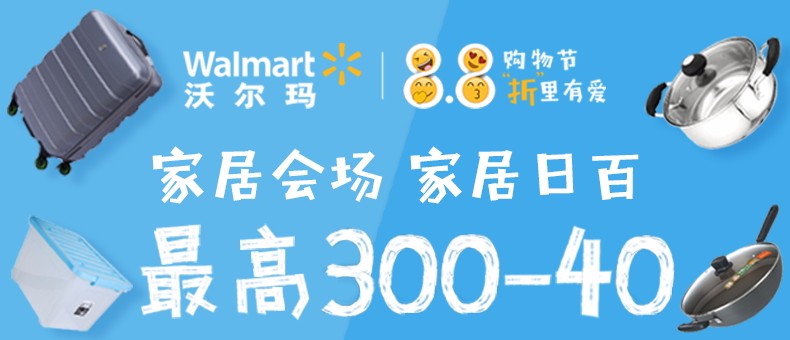 Walmart
沃尔玛
8.8
购物节
“折”里有爱
家居会场 家居日百
最高300-40